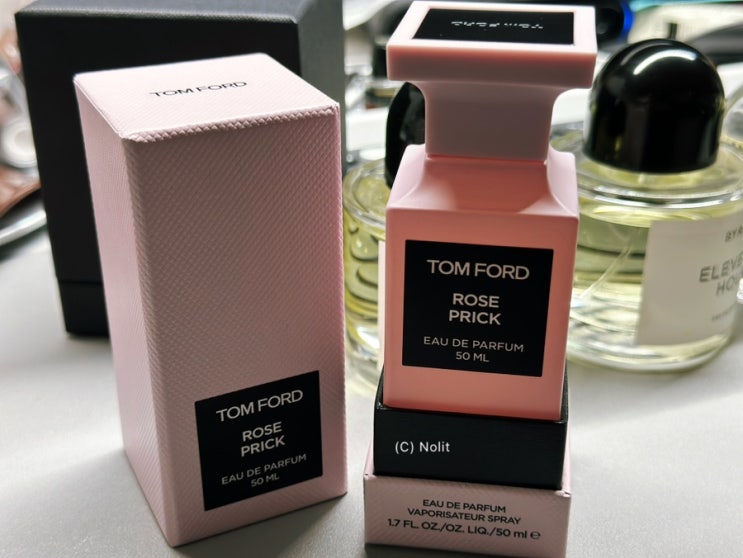 TOM FORD
TOM FORD
ROSE
PRICK
EAU DE PARFUM
50 ML
TOM FORD
ROSE
PRICK
EAU DE PARFUM
50 ML
(C) Nolit
EAU DE PARFUM
VAPORISATEUR SPRAY
1.7 FL. OZ./OZ. LIQ./50 ml ℮